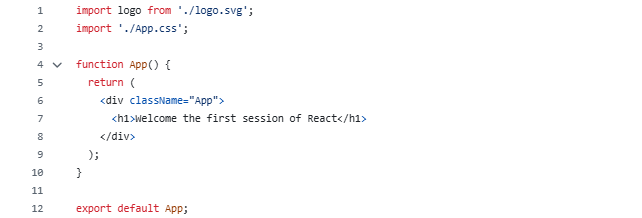 1 import logo from './logo.svg';
2 import './App.css';
3
4 function App() {
5 return (
6 <div className="App">
7 <h1>Welcome the first session of React</h1>
8 </div>
9 );
10 }
11
12 export default App;